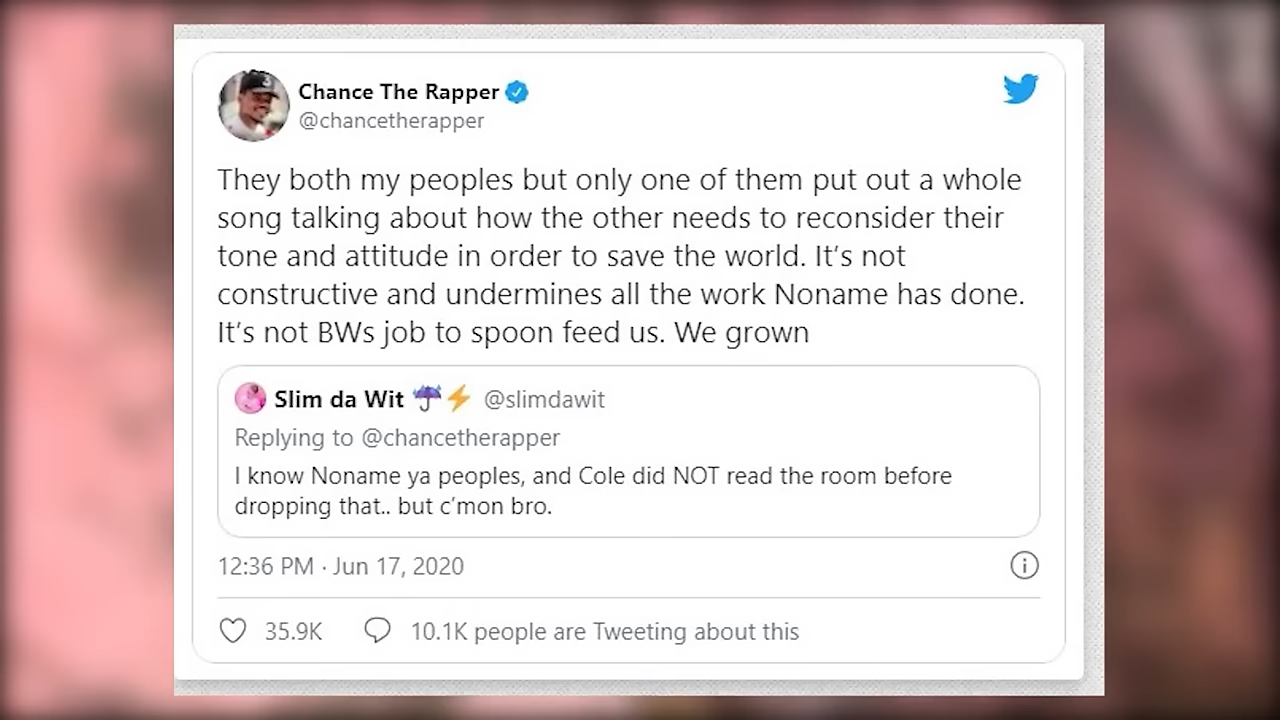 Chance The Rapper
@chancetherapper
They both my peoples but only one of them put out a whole
song talking about how the other needs to reconsider their
tone and attitude in order to save the world. It’s not
constructive and undermines all the work Noname has done.
It’s not BWs job to spoon feed us. We grown
Slim da Wit ☔⚡ @slimdawit
Replying to @chancetherapper
I know Noname ya peoples, and Cole did NOT read the room before
dropping that.. but c’mon bro.
12:36 PM · Jun 17, 2020
35.9K 10.1K people are Tweeting about this